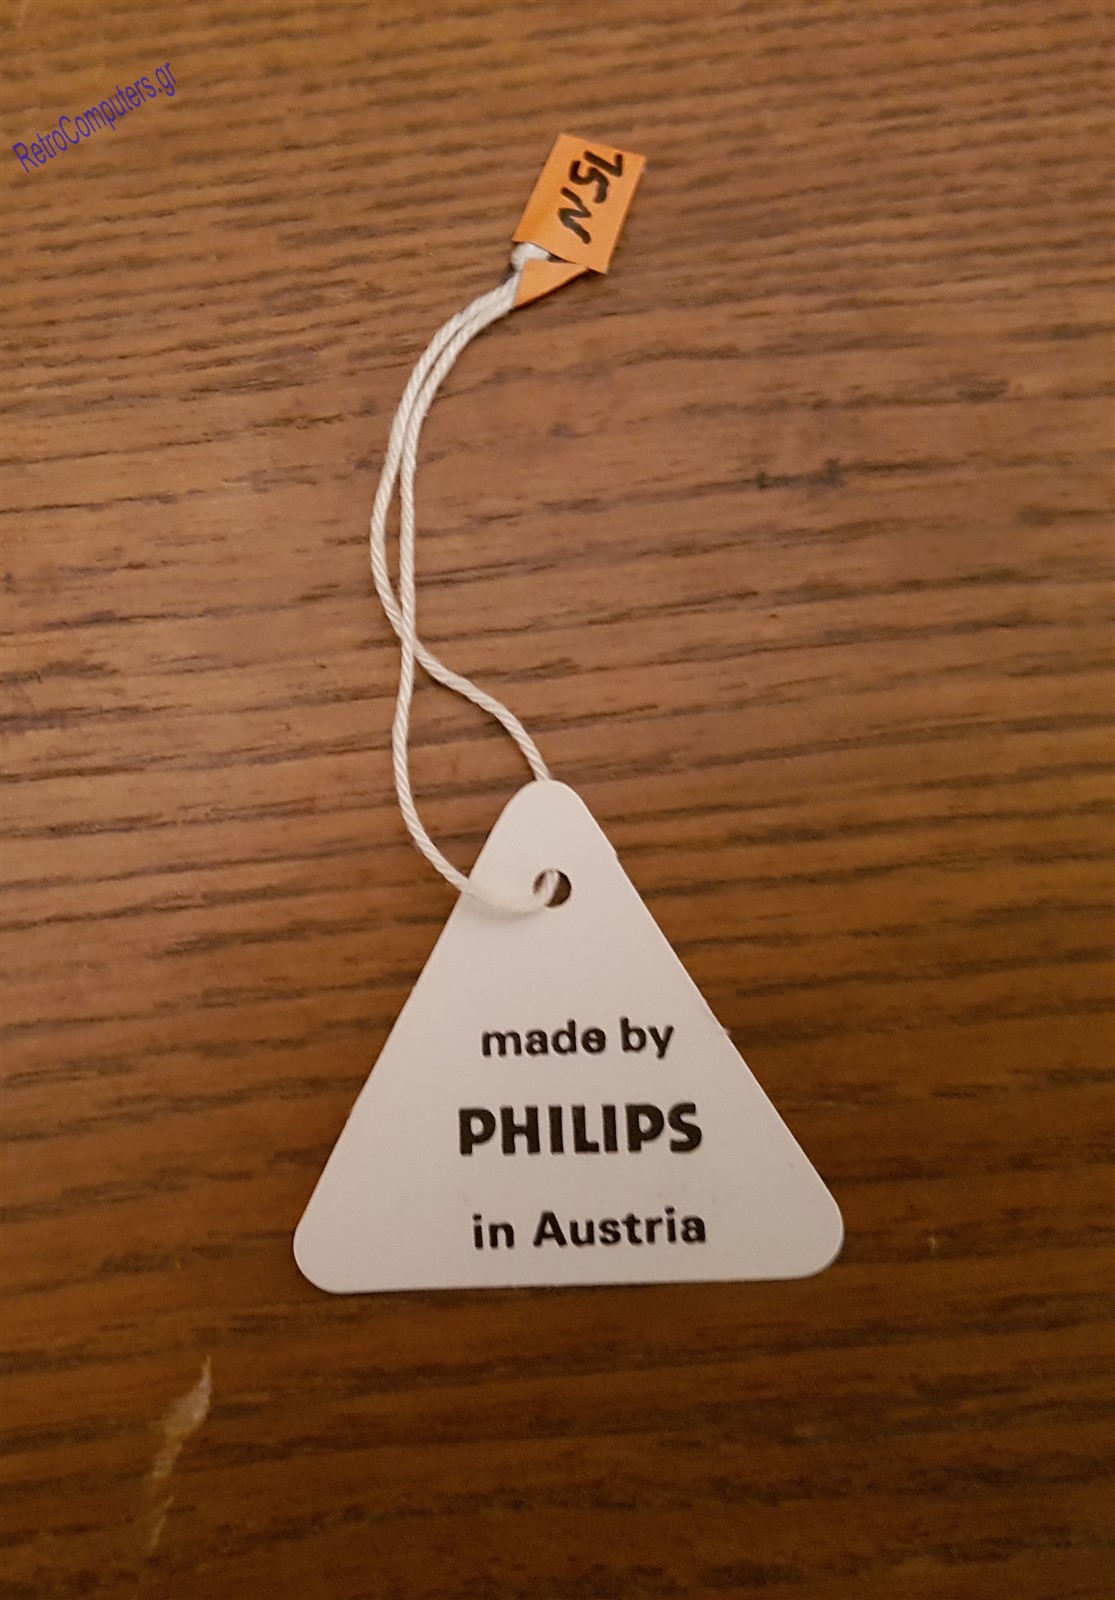 RetroComputers.gr
75N
made by
PHILIPS
in Austria